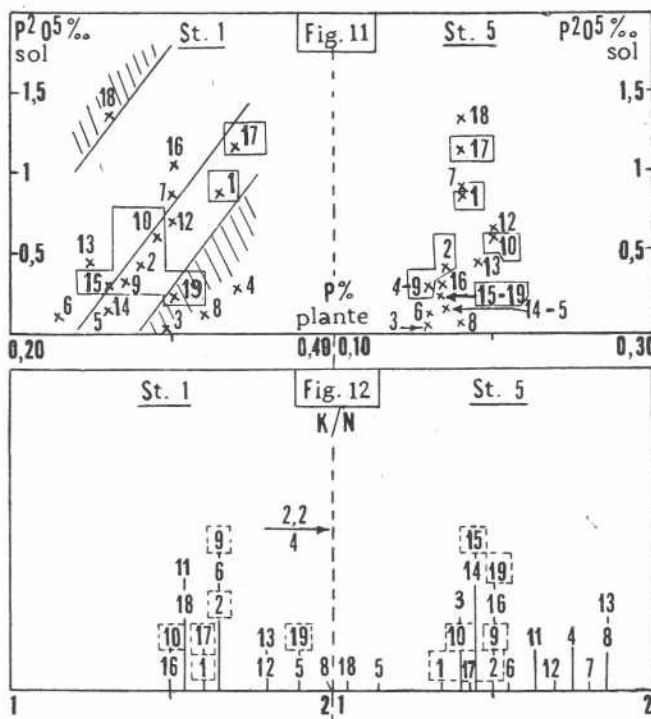 P²O⁵‰ St. 1 Fig. 11 St. 5 P²O⁵‰
sol sol
1,5 1,5
18 18
16 17 17
1 7 1
7 1
10 12 12
10
0,5 13 2 2 13 0,5
15 9 19 4 4-9 16 15-19
6 5 14 3 8 P% plante 6 14-5
3 8
0,20 0,40 0,10 0,30
St. 1 Fig. 12 St. 5
K/N
2,2
4
9 15
11 6 14 19
18 2 3 16 13
10 17 13 19 10 9 11 4 8
16 1 12 5 8 18 5 1 17 2 6 12 7
1 2 1 2